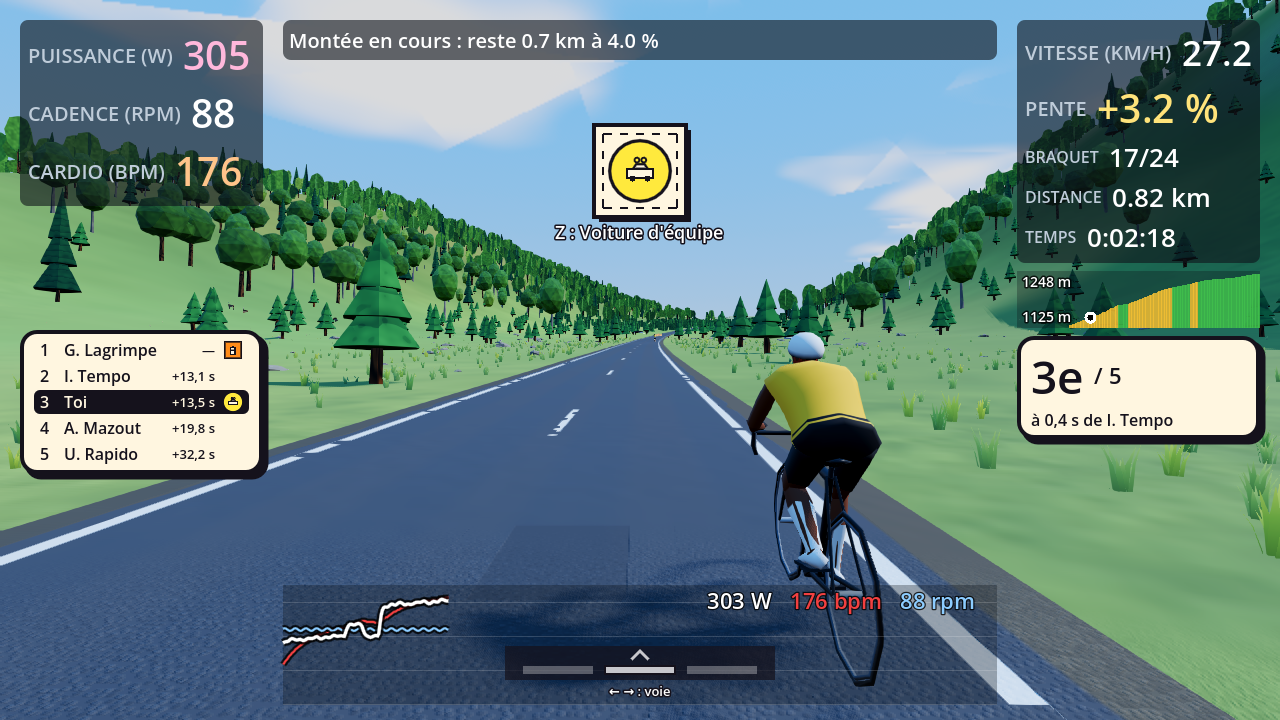 PUISSANCE (W) 305
CADENCE (RPM) 88
CARDIO (BPM) 176
Montée en cours : reste 0.7 km à 4.0 %
Z : Voiture d'équipe
VITESSE (KM/H) 27.2
PENTE +3.2 %
BRAQUET 17/24
DISTANCE 0.82 km
TEMPS 0:02:18
1248 m
1125 m
1 G. Lagrimpe —
2 I. Tempo +13,1 s
3 Toi +13,5 s
4 A. Mazout +19,8 s
5 U. Rapido +32,2 s
3e / 5
à 0,4 s de I. Tempo
303 W 176 bpm 88 rpm
← → : voie